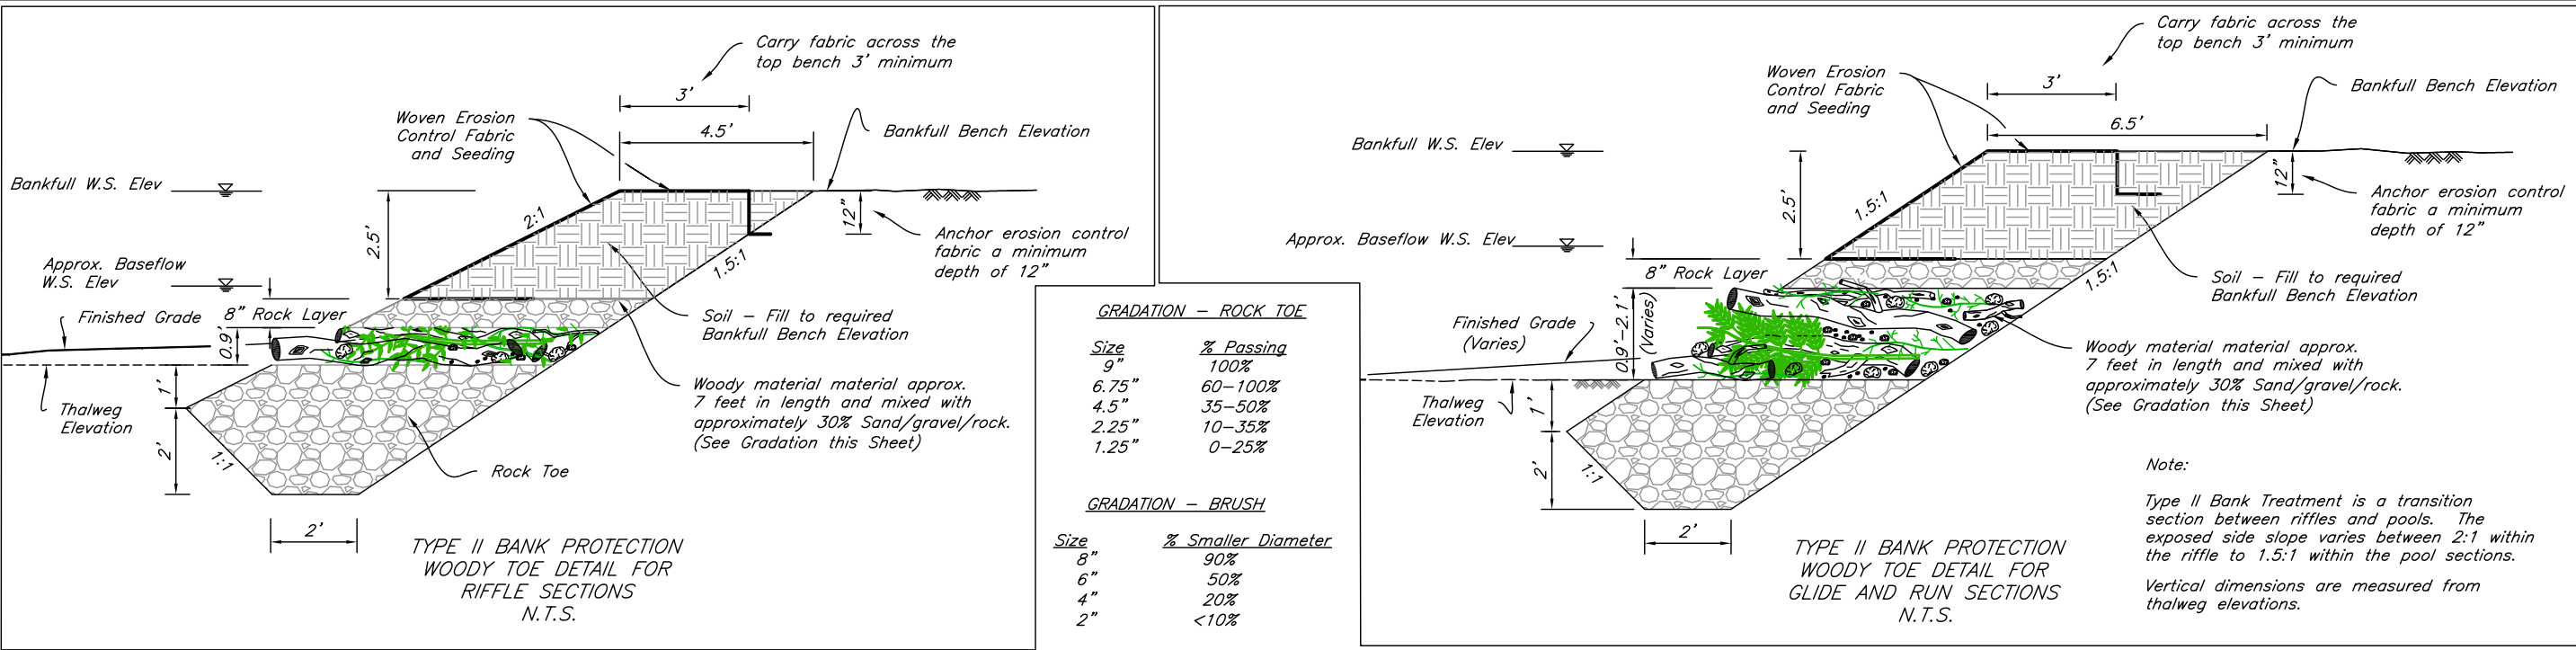 Carry fabric across the
top bench 3' minimum
3'
Woven Erosion
Control Fabric
and Seeding
4.5'
Bankfull Bench Elevation
Bankfull W.S. Elev
2:1
2.5'
12"
Anchor erosion control
fabric a minimum
depth of 12"
1.5:1
Approx. Baseflow
W.S. Elev
8" Rock Layer
Finished Grade
0.9'
Soil – Fill to required
Bankfull Bench Elevation
1'
Thalweg
Elevation
Woody material material approx.
7 feet in length and mixed with
approximately 30% Sand/gravel/rock.
(See Gradation this Sheet)
2'
1:1
Rock Toe
2'
TYPE II BANK PROTECTION
WOODY TOE DETAIL FOR
RIFFLE SECTIONS
N.T.S.
GRADATION – ROCK TOE
Size % Passing
9" 100%
6.75" 60–100%
4.5" 35–50%
2.25" 10–35%
1.25" 0–25%
GRADATION – BRUSH
Size % Smaller Diameter
8" 90%
6" 50%
4" 20%
2" <10%
Carry fabric across the
top bench 3' minimum
Woven Erosion
Control Fabric
and Seeding
3'
Bankfull Bench Elevation
6.5'
Bankfull W.S. Elev
12"
Anchor erosion control
fabric a minimum
depth of 12"
1.5:1
2.5'
Approx. Baseflow W.S. Elev
8" Rock Layer
1.5:1
Soil – Fill to required
Bankfull Bench Elevation
0.9'–2.1'
(Varies)
Finished Grade
(Varies)
Woody material material approx.
7 feet in length and mixed with
approximately 30% Sand/gravel/rock.
(See Gradation this Sheet)
Thalweg
Elevation
1'
2'
1:1
2'
TYPE II BANK PROTECTION
WOODY TOE DETAIL FOR
GLIDE AND RUN SECTIONS
N.T.S.
Note:
Type II Bank Treatment is a transition
section between riffles and pools. The
exposed side slope varies between 2:1 within
the riffle to 1.5:1 within the pool sections.
Vertical dimensions are measured from
thalweg elevations.